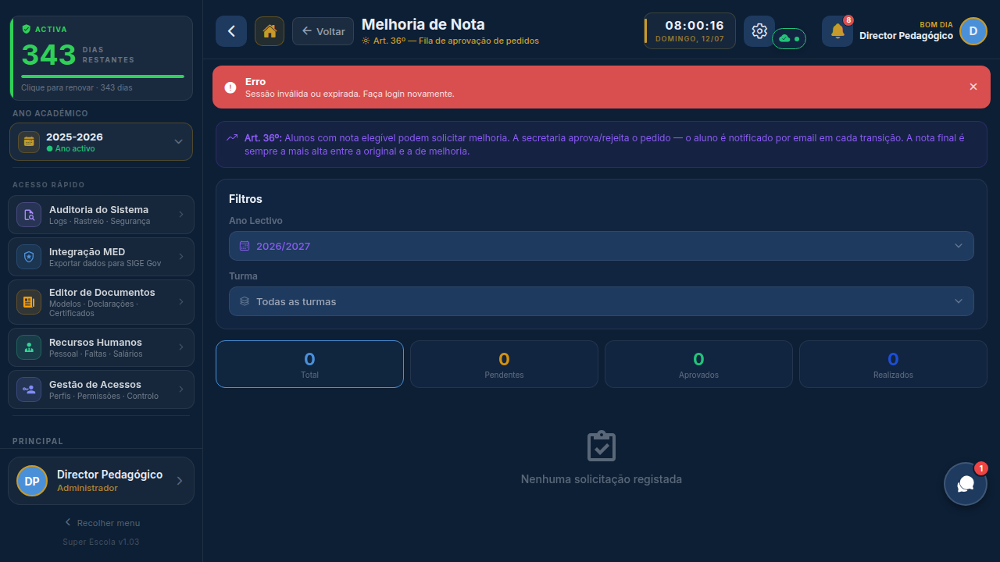 ACTIVA
343
DIAS
RESTANTES
Clique para renovar · 343 dias
ANO ACADÉMICO
2025-2026
Ano activo
ACESSO RÁPIDO
Auditoria do Sistema
Logs · Rastreio · Segurança
Integração MED
Exportar dados para SIGE Gov
Editor de Documentos
Modelos · Declarações ·
Certificados
Recursos Humanos
Pessoal · Faltas · Salários
Gestão de Acessos
Perfis · Permissões · Controlo
PRINCIPAL
DP
Director Pedagógico
Administrador
Recolher menu
Super Escola v1.03
Voltar
Melhoria de Nota
Art. 36º — Fila de aprovação de pedidos
08:00:16
DOMINGO, 12/07
8
BOM DIA
Director Pedagógico
D
Erro
Sessão inválida ou expirada. Faça login novamente.
Art. 36º: Alunos com nota elegível podem solicitar melhoria. A secretaria aprova/rejeita o pedido — o aluno é notificado por email em cada transição. A nota final é
sempre a mais alta entre a original e a de melhoria.
Filtros
Ano Lectivo
2026/2027
Turma
Todas as turmas
0
Total
0
Pendentes
0
Aprovados
0
Realizados
Nenhuma solicitação registada
1